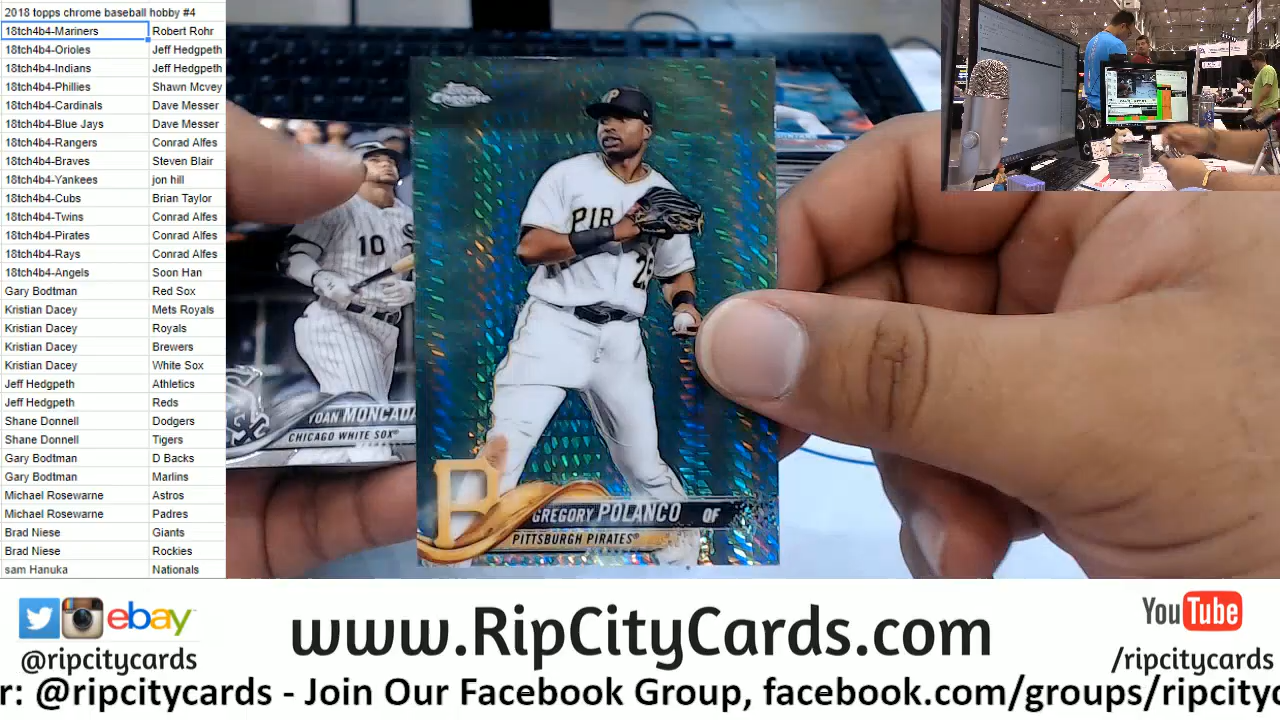 2018 topps chrome baseball hobby #4
18tch4b4-Mariners Robert Rohr
18tch4b4-Orioles Jeff Hedgpeth
18tch4b4-Indians Jeff Hedgpeth
18tch4b4-Phillies Shawn Mcvey
18tch4b4-Cardinals Dave Messer
18tch4b4-Blue Jays Dave Messer
18tch4b4-Rangers Conrad Alfes
18tch4b4-Braves Steven Blair
18tch4b4-Yankees jon hill
18tch4b4-Cubs Brian Taylor
18tch4b4-Twins Conrad Alfes
18tch4b4-Pirates Conrad Alfes
18tch4b4-Rays Conrad Alfes
18tch4b4-Angels Soon Han
Gary Bodtman Red Sox
Kristian Dacey Mets Royals
Kristian Dacey Royals
Kristian Dacey Brewers
Kristian Dacey White Sox
Jeff Hedgpeth Athletics
Jeff Hedgpeth Reds
Shane Donnell Dodgers
Shane Donnell Tigers
Gary Bodtman D Backs
Gary Bodtman Marlins
Michael Rosewarne Astros
Michael Rosewarne Padres
Brad Niese Giants
Brad Niese Rockies
sam Hanuka Nationals
Topps
Chrome
P
PIR
10
YOAN MONCADA
CHICAGO WHITE SOX®
P
GREGORY POLANCO OF
PITTSBURGH PIRATES®
ebay™
@ripcitycards
www.RipCityCards.com
YouTube
/ripcitycards
r: @ripcitycards - Join Our Facebook Group, facebook.com/groups/ripcityc